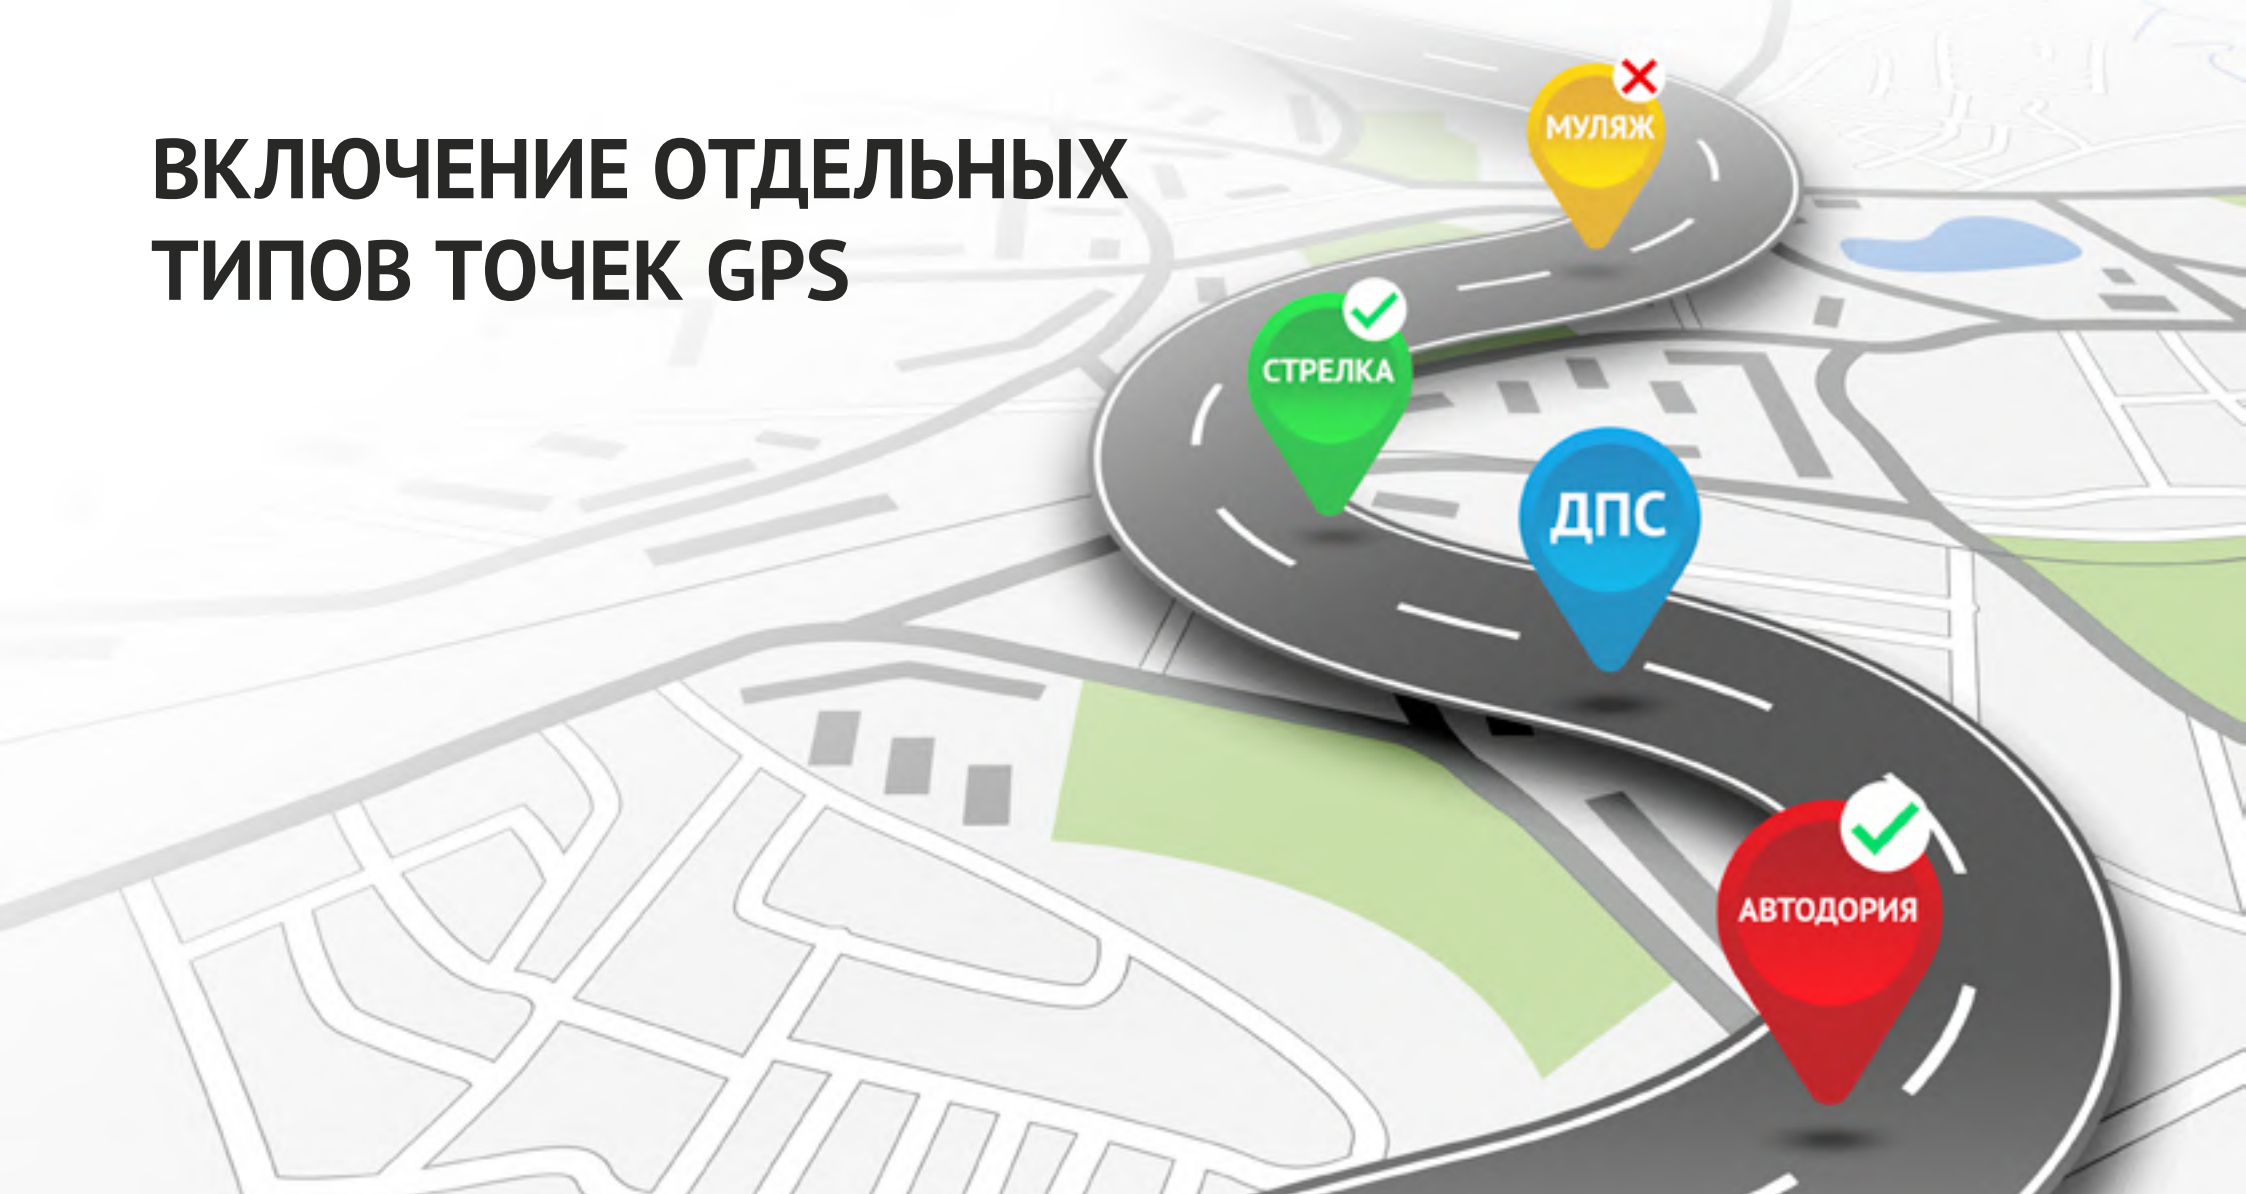 ВКЛЮЧЕНИЕ ОТДЕЛЬНЫХ
ТИПОВ ТОЧЕК GPS
МУЛЯЖ
СТРЕЛКА
ДПС
АВТОДОРИЯ